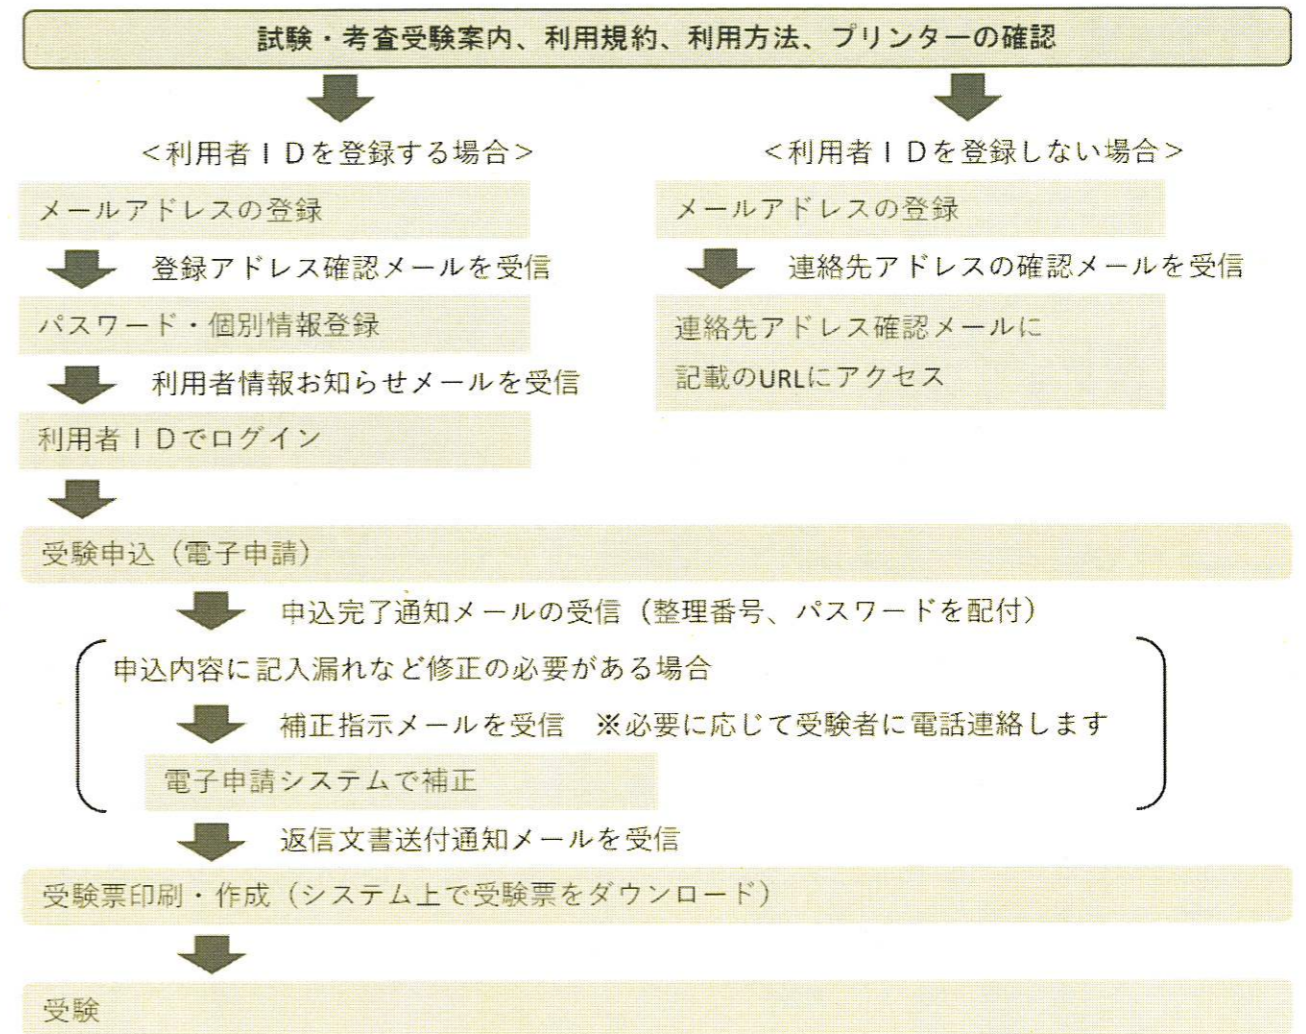 試験・考査受験案内、利用規約、利用方法、プリンターの確認
＜利用者ＩＤを登録する場合＞
メールアドレスの登録
登録アドレス確認メールを受信
パスワード・個別情報登録
利用者情報お知らせメールを受信
利用者ＩＤでログイン
＜利用者ＩＤを登録しない場合＞
メールアドレスの登録
連絡先アドレスの確認メールを受信
連絡先アドレス確認メールに
記載のURLにアクセス
受験申込（電子申請）
申込完了通知メールの受信（整理番号、パスワードを配付）
申込内容に記入漏れなど修正の必要がある場合
補正指示メールを受信　※必要に応じて受験者に電話連絡します
電子申請システムで補正
返信文書送付通知メールを受信
受験票印刷・作成（システム上で受験票をダウンロード）
受験